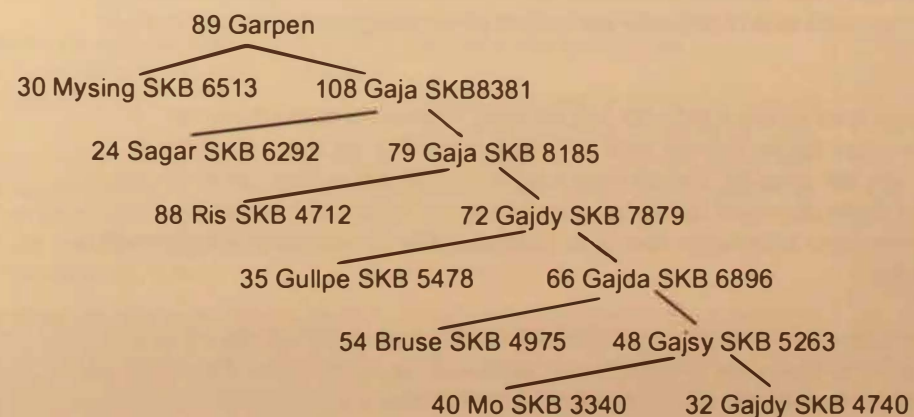 89 Garpen
30 Mysing SKB 6513 108 Gaja SKB8381
24 Sagar SKB 6292 79 Gaja SKB 8185
88 Ris SKB 4712 72 Gajdy SKB 7879
35 Gullpe SKB 5478 66 Gajda SKB 6896
54 Bruse SKB 4975 48 Gajsy SKB 5263
40 Mo SKB 3340 32 Gajdy SKB 4740